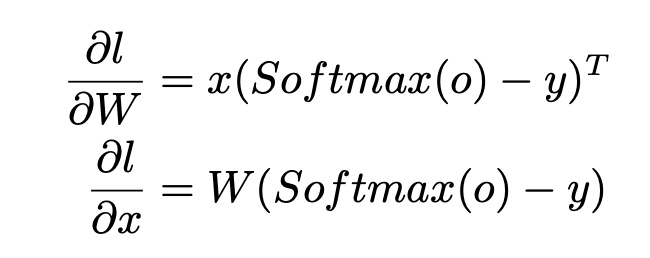 ∂l/∂W = x(Softmax(o) − y)^T
∂l/∂x = W(Softmax(o) − y)